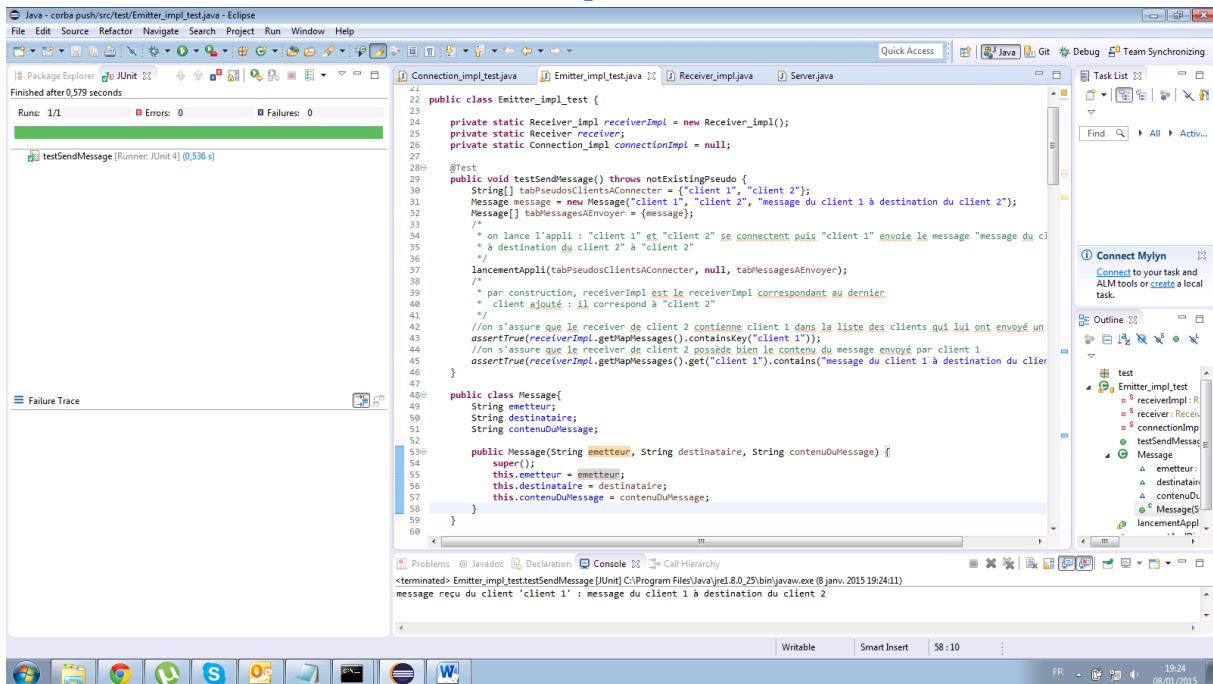 Java - corba push/src/test/Emitter_impl_test.java - Eclipse
File Edit Source Refactor Navigate Search Project Run Window Help
Quick Access Java Git Debug Team Synchronizing
Package Explorer JUnit
Finished after 0,579 seconds
Runs: 1/1 Errors: 0 Failures: 0
testSendMessage [Runner: JUnit 4] (0,536 s)
Failure Trace
Connection_impl_test.java Emitter_impl_test.java Receiver_impl.java Server.java
21
22 public class Emitter_impl_test {
23
24 private static Receiver_impl receiverImpl = new Receiver_impl();
25 private static Receiver receiver;
26 private static Connection_impl connectionImpl = null;
27
28 @Test
29 public void testSendMessage() throws notExistingPseudo {
30 String[] tabPseudosClientsAConnecter = {"client 1", "client 2"};
31 Message message = new Message("client 1", "client 2", "message du client 1 à destination du client 2");
32 Message[] tabMessagesAEnvoyer = {message};
33 /*
34 * on lance l'appli : "client 1" et "client 2" se connectent puis "client 1" envoie le message "message du cl
35 * à destination du client 2" à "client 2"
36 */
37 lancementAppli(tabPseudosClientsAConnecter, null, tabMessagesAEnvoyer);
38 /*
39 * par construction, receiverImpl est le receiverImpl correspondant au dernier
40 * client ajouté : il correspond à "client 2"
41 */
42 //on s'assure que le receiver de client 2 contienne client 1 dans la liste des clients qui lui ont envoyé un
43 assertTrue(receiverImpl.getMapMessages().containsKey("client 1"));
44 //on s'assure que le receiver de client 2 possède bien le contenu du message envoyé par client 1
45 assertTrue(receiverImpl.getMapMessages().get("client 1").contains("message du client 1 à destination du clien
46 }
47
48 public class Message{
49 String emetteur;
50 String destinataire;
51 String contenuDuMessage;
52
53 public Message(String emetteur, String destinataire, String contenuDuMessage) {
54 super();
55 this.emetteur = emetteur;
56 this.destinataire = destinataire;
57 this.contenuDuMessage = contenuDuMessage;
58 }
59 }
60
Problems Javadoc Declaration Console Call Hierarchy
<terminated> Emitter_impl_test.testSendMessage [JUnit] C:\Program Files\Java\jre1.8.0_25\bin\javaw.exe (8 janv. 2015 19:24:11)
message reçu du client 'client 1' : message du client 1 à destination du client 2
Task List
Find All Activ...
Connect Mylyn
Connect to your task and
ALM tools or create a local
task.
Outline
test
Emitter_impl_test
receiverImpl : R
receiver : Receiv
connectionImp
testSendMessag
Message
emetteur :
destinatair
contenuDu
Message(S
lancementAppl
Writable Smart Insert 58 : 10
FR 19:24
08/01/2015